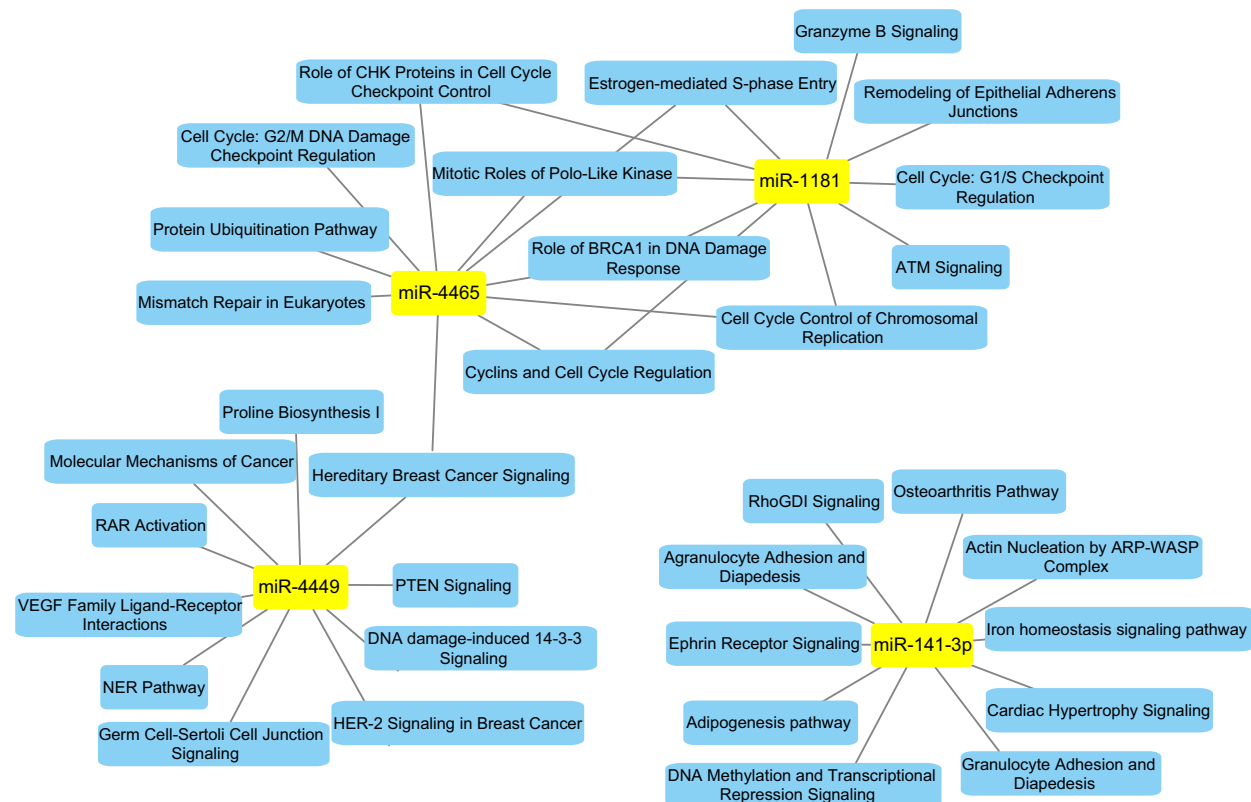 Granzyme B Signaling
Role of CHK Proteins in Cell Cycle
Checkpoint Control
Estrogen-mediated S-phase Entry
Remodeling of Epithelial Adherens
Junctions
Cell Cycle: G2/M DNA Damage
Checkpoint Regulation
Mitotic Roles of Polo-Like Kinase
miR-1181
Cell Cycle: G1/S Checkpoint
Regulation
Protein Ubiquitination Pathway
Role of BRCA1 in DNA Damage
Response
ATM Signaling
miR-4465
Mismatch Repair in Eukaryotes
Cell Cycle Control of Chromosomal
Replication
Cyclins and Cell Cycle Regulation
Proline Biosynthesis I
Molecular Mechanisms of Cancer
Hereditary Breast Cancer Signaling
RAR Activation
miR-4449
PTEN Signaling
VEGF Family Ligand-Receptor
Interactions
DNA damage-induced 14-3-3
Signaling
NER Pathway
HER-2 Signaling in Breast Cancer
Germ Cell-Sertoli Cell Junction
Signaling
RhoGDI Signaling
Osteoarthritis Pathway
Agranulocyte Adhesion and
Diapedesis
Actin Nucleation by ARP-WASP
Complex
Ephrin Receptor Signaling
miR-141-3p
Iron homeostasis signaling pathway
Adipogenesis pathway
Cardiac Hypertrophy Signaling
DNA Methylation and Transcriptional
Repression Signaling
Granulocyte Adhesion and
Diapedesis